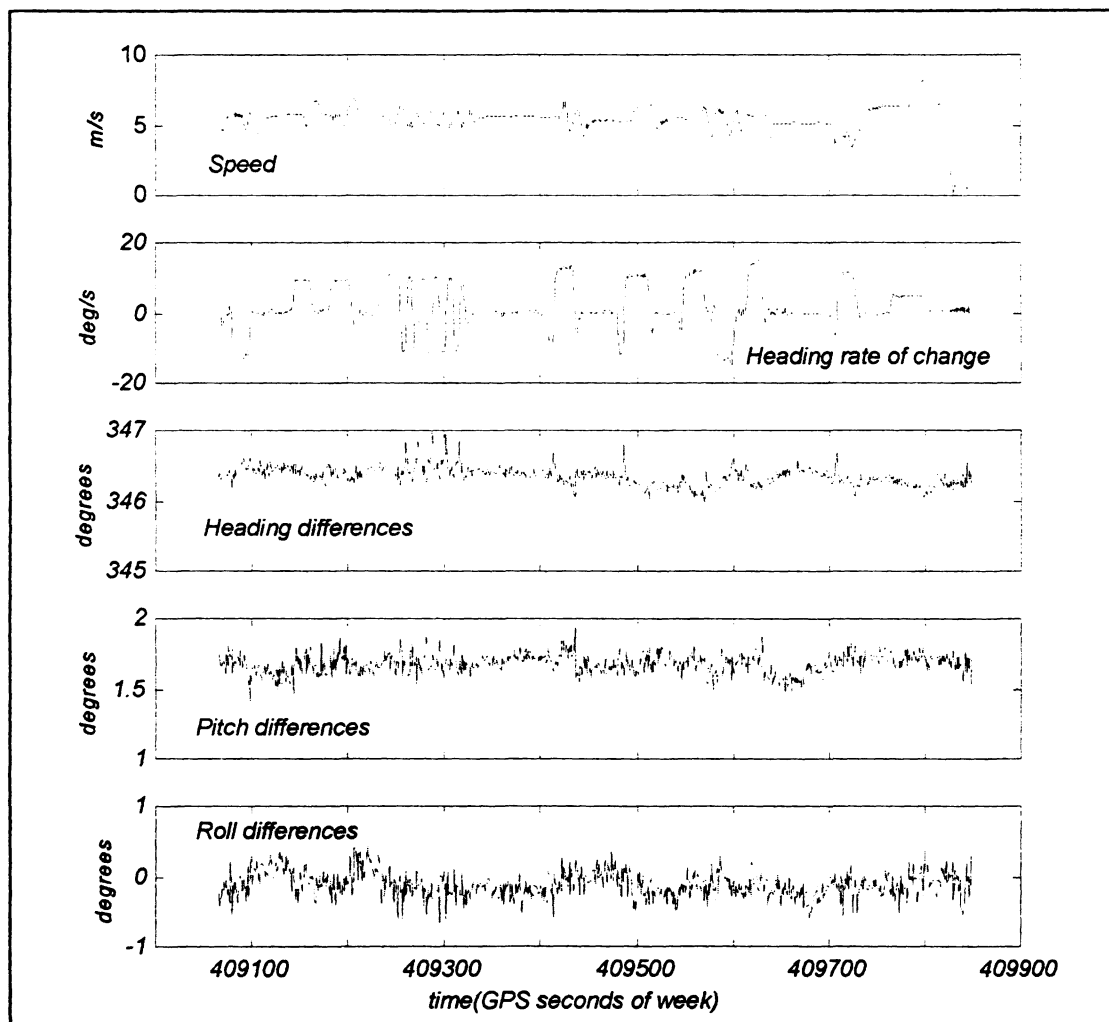 10
5
0
m/s
Speed
20
0
-20
deg/s
Heading rate of change
347
346
345
degrees
Heading differences
2
1.5
1
degrees
Pitch differences
1
0
-1
degrees
Roll differences
409100 409300 409500 409700 409900
time(GPS seconds of week)